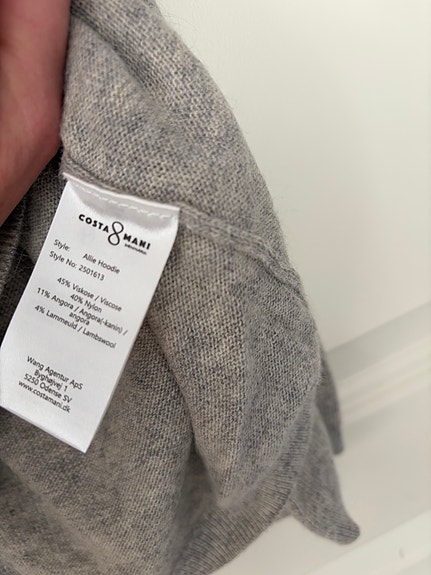 COSTA MANI
Style: Allie Hoodie
Style No: 2501613
45% Viskose / Viscose
40% Nylon
11% Angora / Angora(-kanin) /
angora
4% Lammeuld / Lambswool
Wang Agentur ApS
Byghøjvej 1
5250 Odense SV
www.costamani.dk